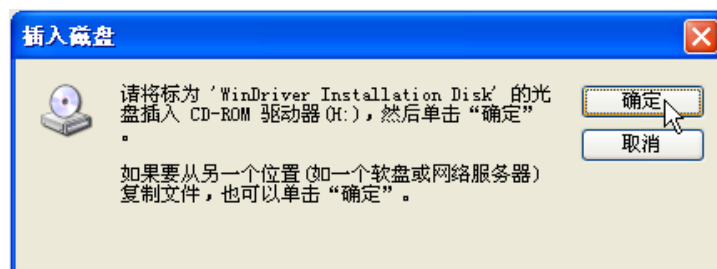 插入磁盘
请将标为 'WinDriver Installation Disk' 的光
盘插入 CD-ROM 驱动器(H:)，然后单击“确定”
。
如果要从另一个位置(如一个软盘或网络服务器)
复制文件，也可以单击“确定”。
确定
取消